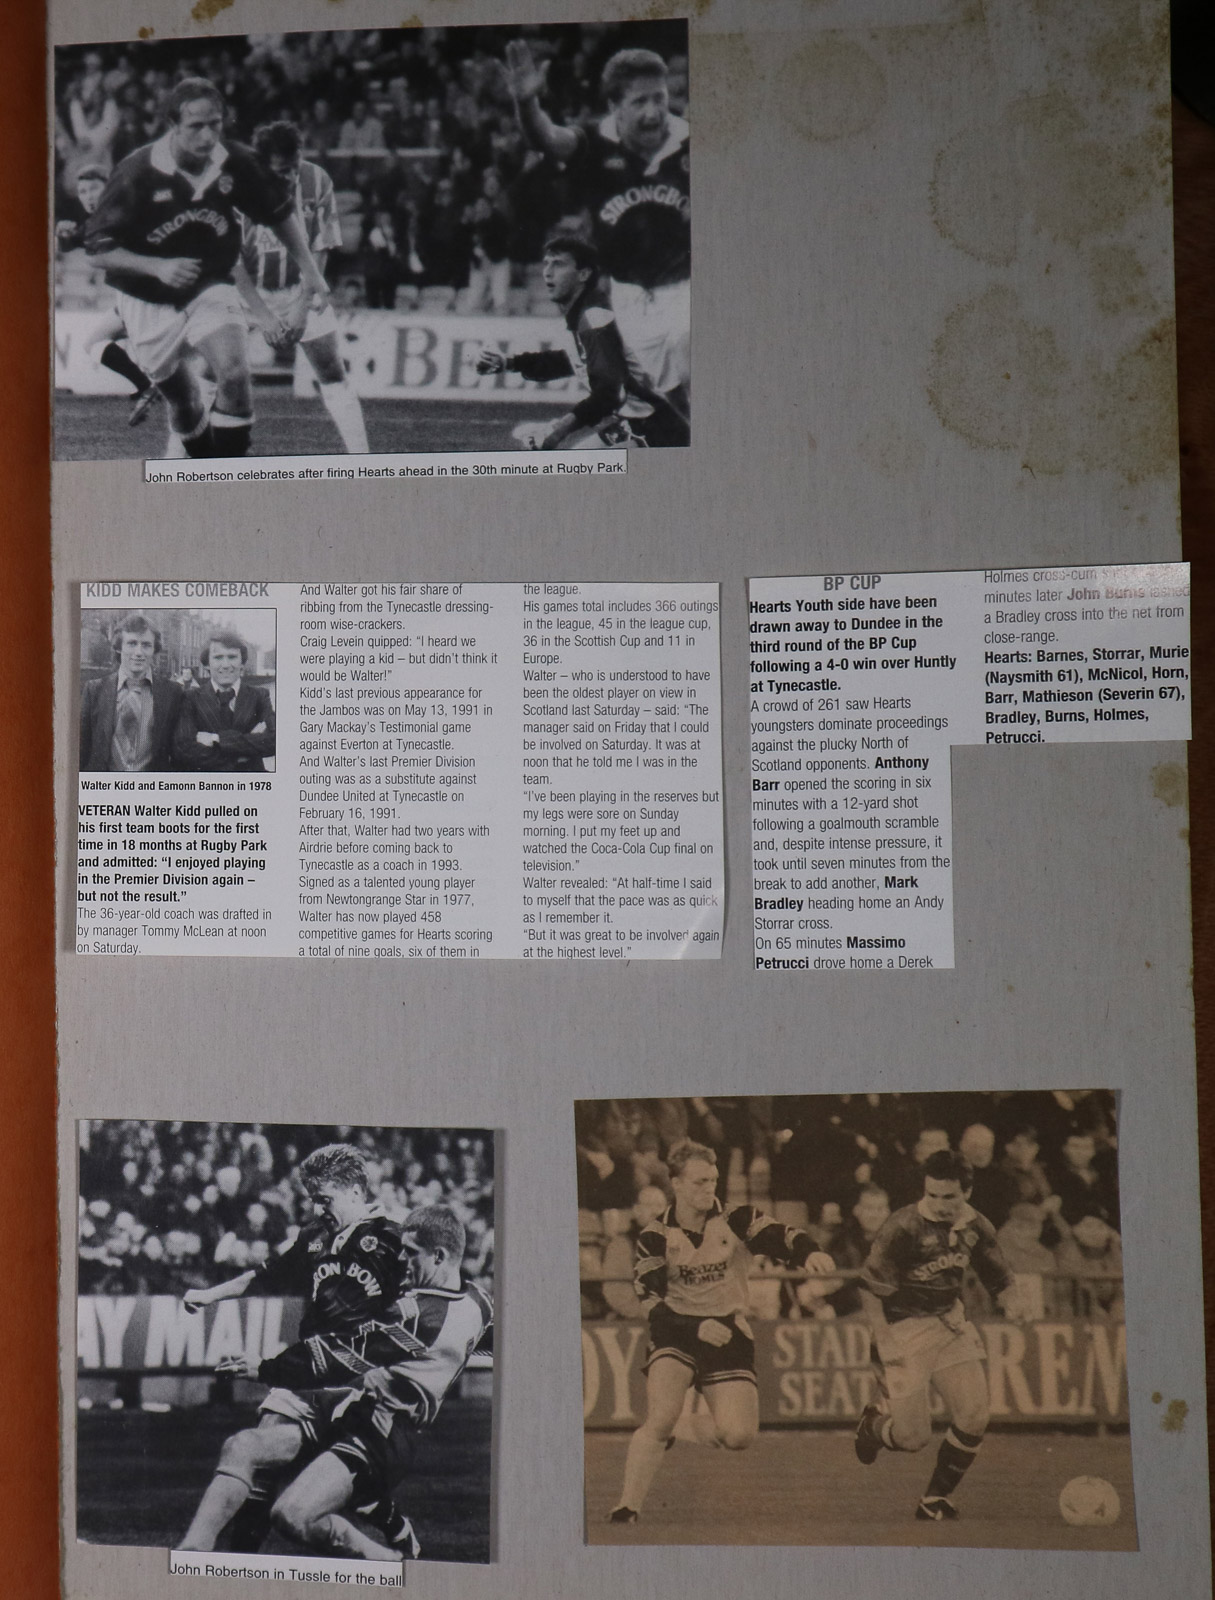 STRONGBOW
STRONGBO
BELL
John Robertson celebrates after firing Hearts ahead in the 30th minute at Rugby Park.
KIDD MAKES COMEBACK
Walter Kidd and Eamonn Bannon in 1978
VETERAN Walter Kidd pulled on
his first team boots for the first
time in 18 months at Rugby Park
and admitted: “I enjoyed playing
in the Premier Division again –
but not the result.”
The 36-year-old coach was drafted in
by manager Tommy McLean at noon
on Saturday.
And Walter got his fair share of
ribbing from the Tynecastle dressing-
room wise-crackers.
Craig Levein quipped: “I heard we
were playing a kid – but didn’t think it
would be Walter!”
Kidd’s last previous appearance for
the Jambos was on May 13, 1991 in
Gary Mackay’s Testimonial game
against Everton at Tynecastle.
And Walter’s last Premier Division
outing was as a substitute against
Dundee United at Tynecastle on
February 16, 1991.
After that, Walter had two years with
Airdrie before coming back to
Tynecastle as a coach in 1993.
Signed as a talented young player
from Newtongrange Star in 1977,
Walter has now played 458
competitive games for Hearts scoring
a total of nine goals, six of them in
the league.
His games total includes 366 outings
in the league, 45 in the league cup,
36 in the Scottish Cup and 11 in
Europe.
Walter – who is understood to have
been the oldest player on view in
Scotland last Saturday – said: “The
manager said on Friday that I could
be involved on Saturday. It was at
noon that he told me I was in the
team.
“I’ve been playing in the reserves but
my legs were sore on Sunday
morning. I put my feet up and
watched the Coca-Cola Cup final on
television.”
Walter revealed: “At half-time I said
to myself that the pace was as quick
as I remember it.
“But it was great to be involved again
at the highest level.”
BP CUP
Hearts Youth side have been
drawn away to Dundee in the
third round of the BP Cup
following a 4-0 win over Huntly
at Tynecastle.
A crowd of 261 saw Hearts
youngsters dominate proceedings
against the plucky North of
Scotland opponents. Anthony
Barr opened the scoring in six
minutes with a 12-yard shot
following a goalmouth scramble
and, despite intense pressure, it
took until seven minutes from the
break to add another, Mark
Bradley heading home an Andy
Storrar cross.
On 65 minutes Massimo
Petrucci drove home a Derek
Holmes cross-cum
minutes later John Burns lashed
a Bradley cross into the net from
close-range.
Hearts: Barnes, Storrar, Murie
(Naysmith 61), McNicol, Horn,
Barr, Mathieson (Severin 67),
Bradley, Burns, Holmes,
Petrucci.
RON BOW
AY MAIL
John Robertson in Tussle for the ball
Beazer
HOMES
STRONGB
DY
STAD
SEAT
REM